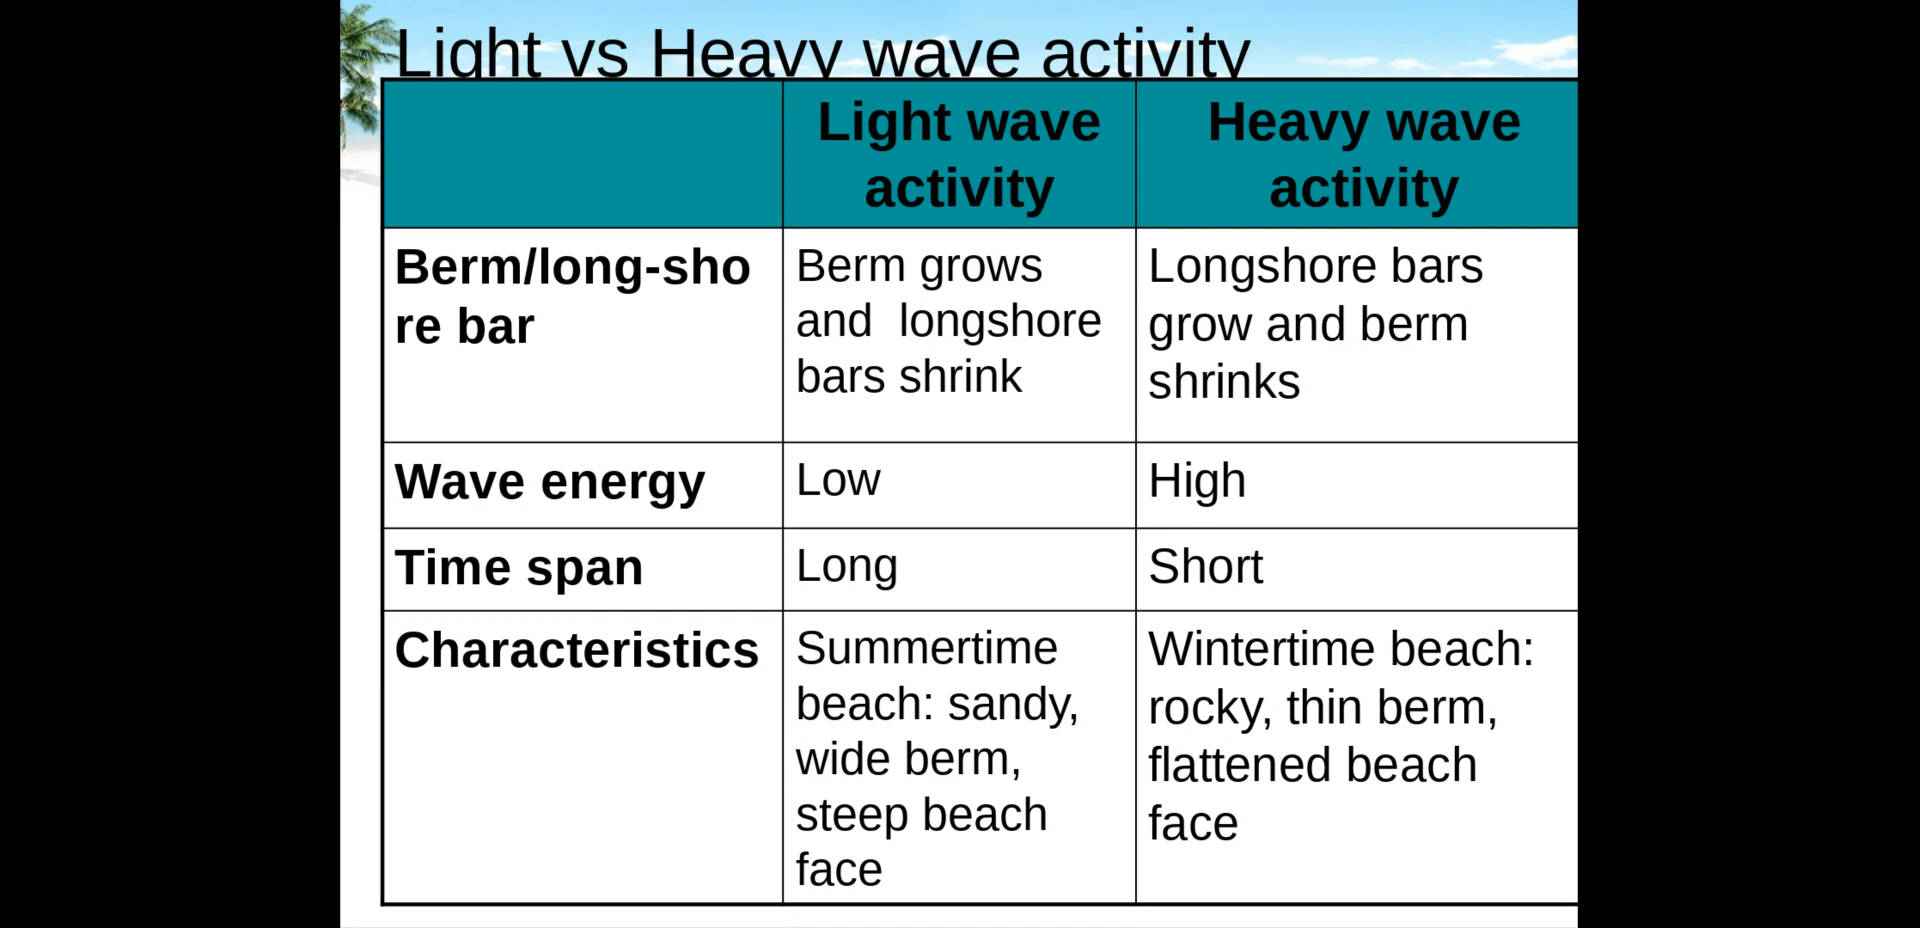 Light vs Heavy wave activity
Light wave
activity
Heavy wave
activity
Berm/long-sho
re bar
Berm grows
and  longshore
bars shrink
Longshore bars
grow and berm
shrinks
Wave energy
Low
High
Time span
Long
Short
Characteristics
Summertime
beach: sandy,
wide berm,
steep beach
face
Wintertime beach:
rocky, thin berm,
flattened beach
face